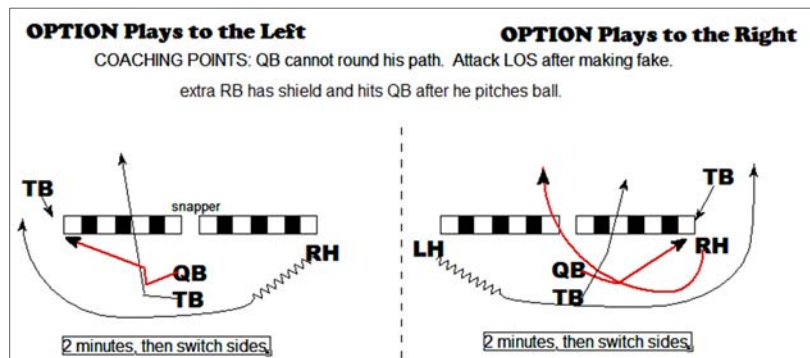 OPTION Plays to the Left
OPTION Plays to the Right
COACHING POINTS: QB cannot round his path. Attack LOS after making fake.
extra RB has shield and hits QB after he pitches ball.
TB
snapper
RH
QB
TB
2 minutes, then switch sides.
TB
LH
RH
QB
TB
2 minutes, then switch sides.